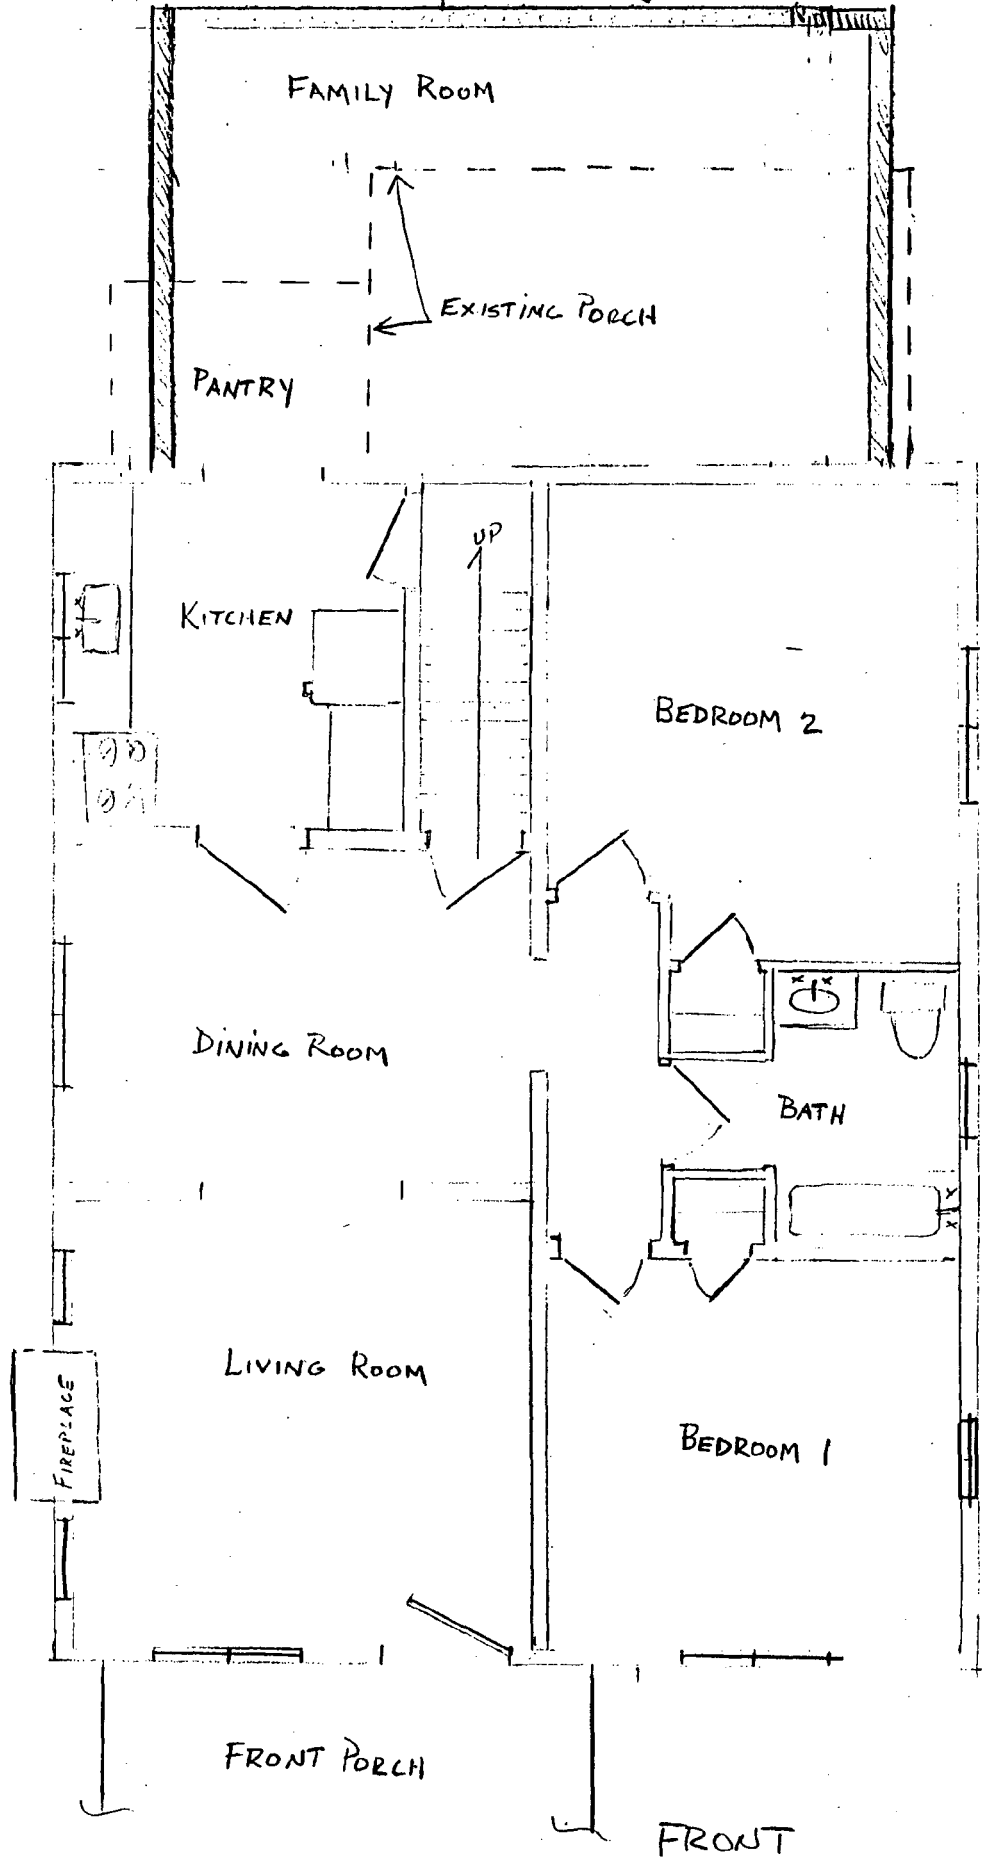 FAMILY ROOM
EXISTING PORCH
PANTRY
UP
KITCHEN
BEDROOM 2
DINING ROOM
BATH
LIVING ROOM
FIREPLACE
BEDROOM 1
FRONT PORCH
FRONT